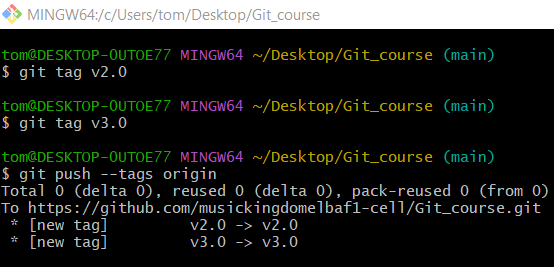 MINGW64:/c/Users/tom/Desktop/Git_course
tom@DESKTOP-OUTOE77 MINGW64 ~/Desktop/Git_course (main)
$ git tag v2.0
tom@DESKTOP-OUTOE77 MINGW64 ~/Desktop/Git_course (main)
$ git tag v3.0
tom@DESKTOP-OUTOE77 MINGW64 ~/Desktop/Git_course (main)
$ git push --tags origin
Total 0 (delta 0), reused 0 (delta 0), pack-reused 0 (from 0)
To https://github.com/musickingdomelbaf1-cell/Git_course.git
 * [new tag]         v2.0 -> v2.0
 * [new tag]         v3.0 -> v3.0